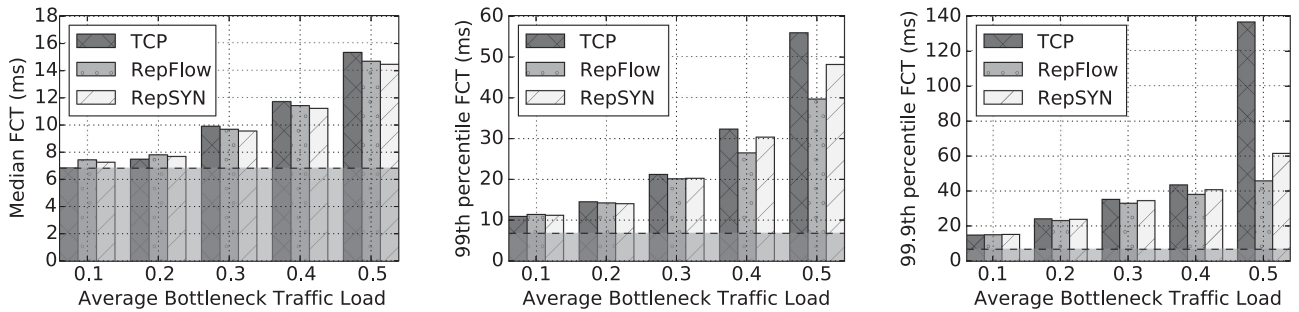 Median FCT (ms)
18
16
14
12
10
8
6
4
2
0
TCP
RepFlow
RepSYN
0.1 0.2 0.3 0.4 0.5
Average Bottleneck Traffic Load
99th percentile FCT (ms)
60
50
40
30
20
10
0
TCP
RepFlow
RepSYN
0.1 0.2 0.3 0.4 0.5
Average Bottleneck Traffic Load
99.9th percentile FCT (ms)
140
120
100
80
60
40
20
0
TCP
RepFlow
RepSYN
0.1 0.2 0.3 0.4 0.5
Average Bottleneck Traffic Load